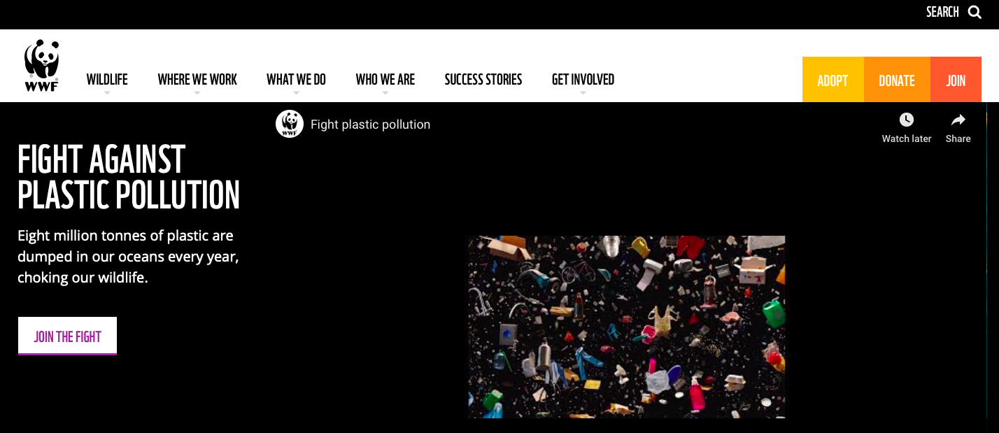 SEARCH
WWF
WILDLIFE
WHERE WE WORK
WHAT WE DO
WHO WE ARE
SUCCESS STORIES
GET INVOLVED
ADOPT
DONATE
JOIN
WWF
Fight plastic pollution
Watch later
Share
FIGHT AGAINST
PLASTIC POLLUTION
Eight million tonnes of plastic are
dumped in our oceans every year,
choking our wildlife.
JOIN THE FIGHT